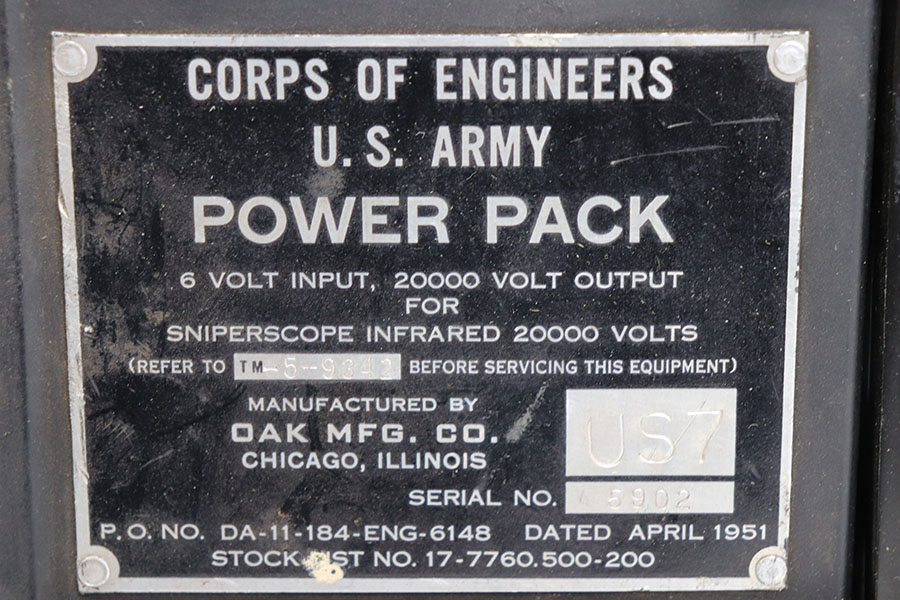 CORPS OF ENGINEERS
U. S. ARMY
POWER PACK
6 VOLT INPUT, 20000 VOLT OUTPUT
FOR
SNIPERSCOPE INFRARED 20000 VOLTS
(REFER TO TM-5-9342 BEFORE SERVICING THIS EQUIPMENT)
MANUFACTURED BY
OAK MFG. CO.
CHICAGO, ILLINOIS
US7
SERIAL NO. 5902
P. O. NO. DA-11-184-ENG-6148 DATED APRIL 1951
STOCK NO. 17-7760.500-200